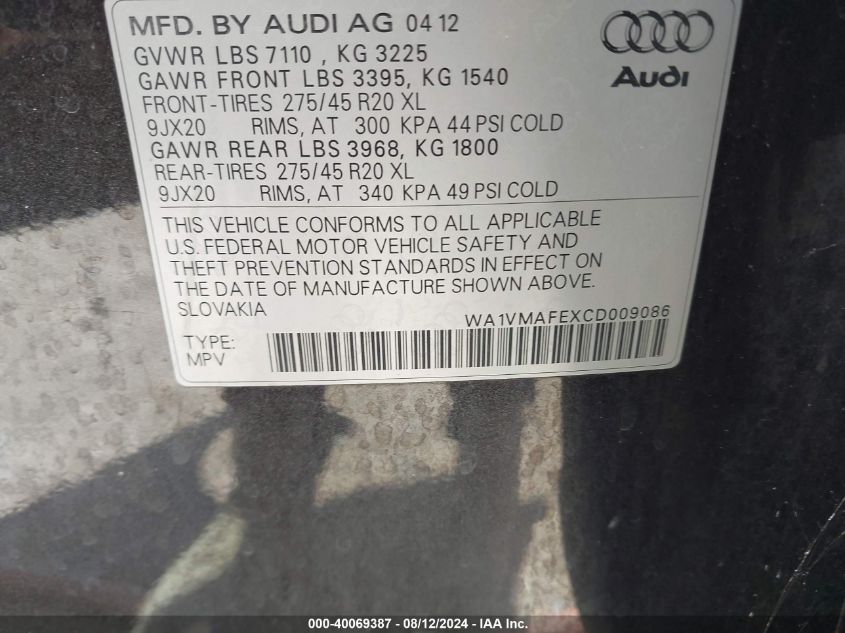 MFD. BY AUDI AG 04 12
GVWR LBS 7110 , KG 3225
GAWR FRONT LBS 3395, KG 1540
FRONT-TIRES 275/45 R20 XL
9JX20 RIMS, AT 300 KPA 44 PSI COLD
GAWR REAR LBS 3968, KG 1800
REAR-TIRES 275/45 R20 XL
9JX20 RIMS, AT 340 KPA 49 PSI COLD
Audi
THIS VEHICLE CONFORMS TO ALL APPLICABLE
U.S. FEDERAL MOTOR VEHICLE SAFETY AND
THEFT PREVENTION STANDARDS IN EFFECT ON
THE DATE OF MANUFACTURE SHOWN ABOVE.
SLOVAKIA
WA1VMAFEXCD009086
TYPE:
MPV
000-40069387 - 08/12/2024 - IAA US